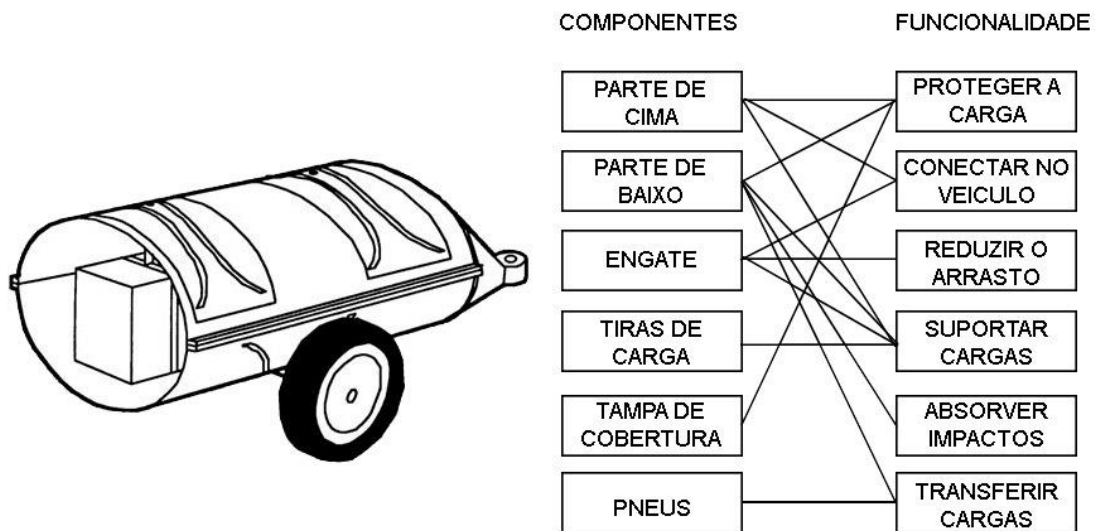 COMPONENTES
FUNCIONALIDADE
PARTE DE
CIMA
PROTEGER A
CARGA
PARTE DE
BAIXO
CONECTAR NO
VEICULO
ENGATE
REDUZIR O
ARRASTO
TIRAS DE
CARGA
SUPORTAR
CARGAS
TAMPA DE
COBERTURA
ABSORVER
IMPACTOS
PNEUS
TRANSFERIR
CARGAS